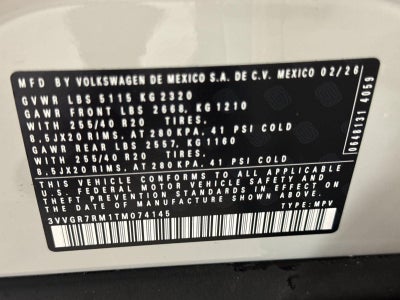 MFD BY VOLKSWAGEN DE MEXICO S.A. DE C.V. MEXICO 02/26
GVWR LBS 5115 KG 2320
GAWR FRONT LBS 2668, KG 1210
WITH 255/40 R20 TIRES,
8.5JX20 RIMS, AT 280 KPA, 41 PSI COLD
GAWR REAR LBS 2557, KG 1160
WITH 255/40 R20 TIRES,
8.5JX20 RIMS, AT 280 KPA, 41 PSI COLD
THIS VEHICLE CONFORMS TO ALL APPLICABLE
U.S. FEDERAL MOTOR VEHICLE SAFETY AND
THEFT PREVENTION STANDARDS IN EFFECT ON
THE DATE OF MANUFACTURE SHOWN ABOVE.
3VVGR7RM1TM074145
TYPE: MPV
0648131 4059